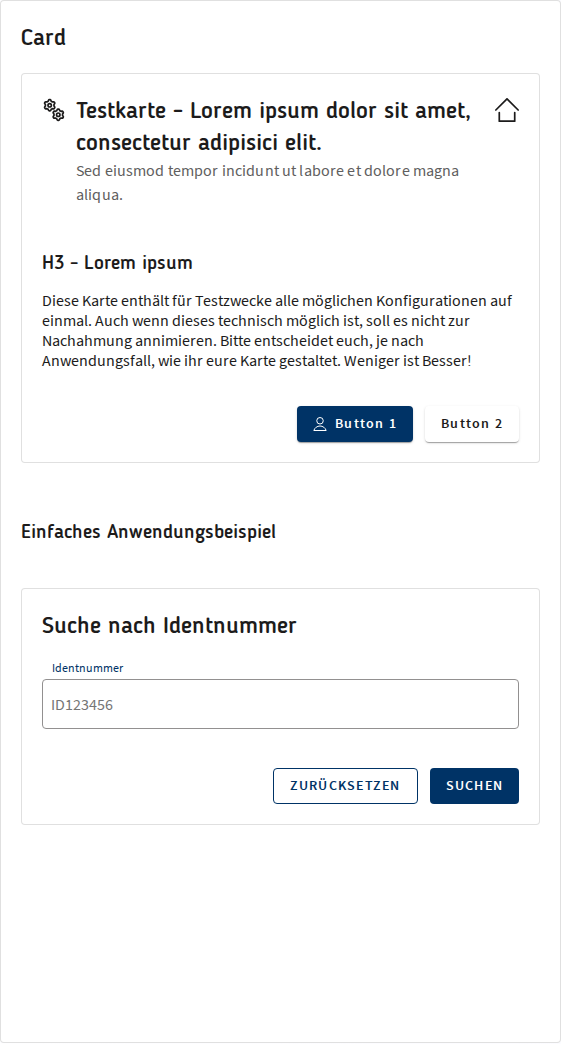 Card
Testkarte – Lorem ipsum dolor sit amet,
consectetur adipisici elit.
Sed eiusmod tempor incidunt ut labore et dolore magna
aliqua.
H3 – Lorem ipsum
Diese Karte enthält für Testzwecke alle möglichen Konfigurationen auf
einmal. Auch wenn dieses technisch möglich ist, soll es nicht zur
Nachahmung annimieren. Bitte entscheidet euch, je nach
Anwendungsfall, wie ihr eure Karte gestaltet. Weniger ist Besser!
Button 1
Button 2
Einfaches Anwendungsbeispiel
Suche nach Identnummer
Identnummer
ID123456
ZURÜCKSETZEN
SUCHEN